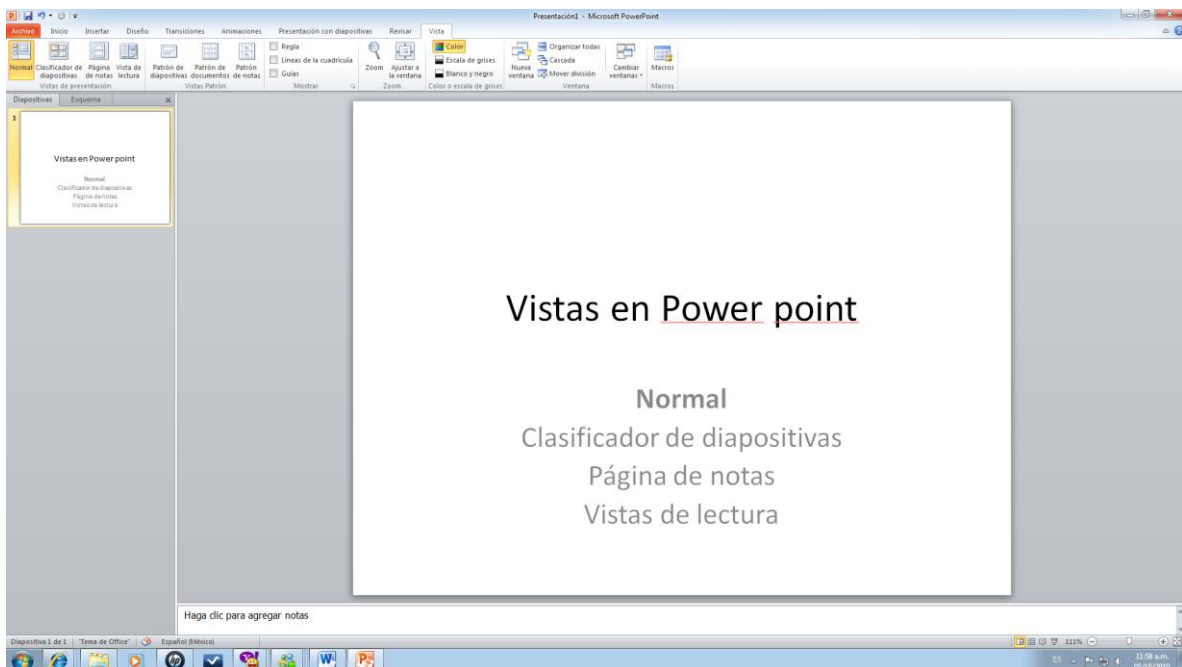 Presentación1 - Microsoft PowerPoint
Archivo Inicio Insertar Diseño Transiciones Animaciones Presentación con diapositivas Revisar Vista
Normal Clasificador de diapositivas Página de notas Vista de lectura
Vistas de presentación
Patrón de diapositivas Patrón de documentos Patrón de notas
Vistas Patrón
Regla
Líneas de la cuadrícula
Guías
Mostrar
Zoom Ajustar a la ventana
Zoom
Color
Escala de grises
Blanco y negro
Color o escala de grises
Nueva ventana
Organizar todas
Cascada
Mover división
Cambiar ventanas
Ventana
Macros
Macros
Diapositivas Esquema
1
Vistas en Power point
Normal
Clasificador de diapositivas
Página de notas
Vistas de lectura
Vistas en Power point
Normal
Clasificador de diapositivas
Página de notas
Vistas de lectura
Haga clic para agregar notas
Diapositiva 1 de 1 "Tema de Office" Español (México) 111%
ES 11:58 a.m.